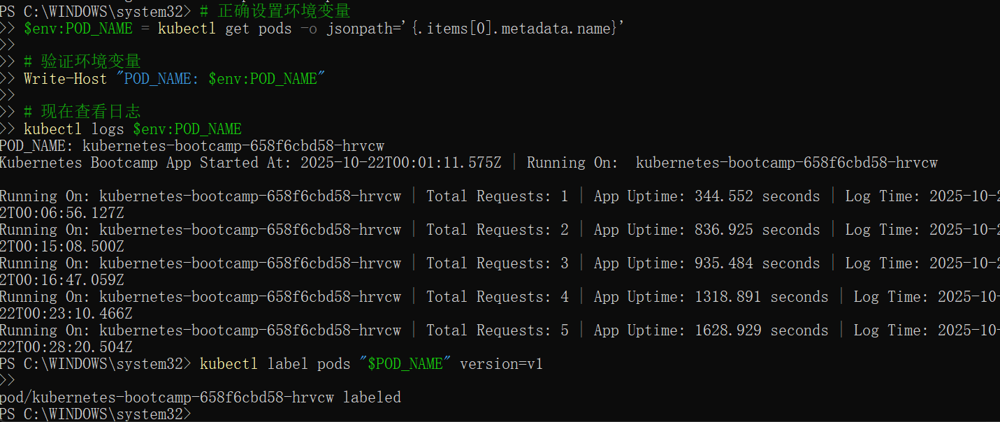 PS C:\WINDOWS\system32> # 正确设置环境变量
>> $env:POD_NAME = kubectl get pods -o jsonpath='{.items[0].metadata.name}'
>>
>> # 验证环境变量
>> Write-Host "POD_NAME: $env:POD_NAME"
>>
>> # 现在查看日志
>> kubectl logs $env:POD_NAME
POD_NAME: kubernetes-bootcamp-658f6cbd58-hrvcw
Kubernetes Bootcamp App Started At: 2025-10-22T00:01:11.575Z | Running On:  kubernetes-bootcamp-658f6cbd58-hrvcw
Running On: kubernetes-bootcamp-658f6cbd58-hrvcw | Total Requests: 1 | App Uptime: 344.552 seconds | Log Time: 2025-10-2
2T00:06:56.127Z
Running On: kubernetes-bootcamp-658f6cbd58-hrvcw | Total Requests: 2 | App Uptime: 836.925 seconds | Log Time: 2025-10-2
2T00:15:08.500Z
Running On: kubernetes-bootcamp-658f6cbd58-hrvcw | Total Requests: 3 | App Uptime: 935.484 seconds | Log Time: 2025-10-2
2T00:16:47.059Z
Running On: kubernetes-bootcamp-658f6cbd58-hrvcw | Total Requests: 4 | App Uptime: 1318.891 seconds | Log Time: 2025-10-
22T00:23:10.466Z
Running On: kubernetes-bootcamp-658f6cbd58-hrvcw | Total Requests: 5 | App Uptime: 1628.929 seconds | Log Time: 2025-10-
22T00:28:20.504Z
PS C:\WINDOWS\system32> kubectl label pods "$POD_NAME" version=v1
>>
pod/kubernetes-bootcamp-658f6cbd58-hrvcw labeled
PS C:\WINDOWS\system32>